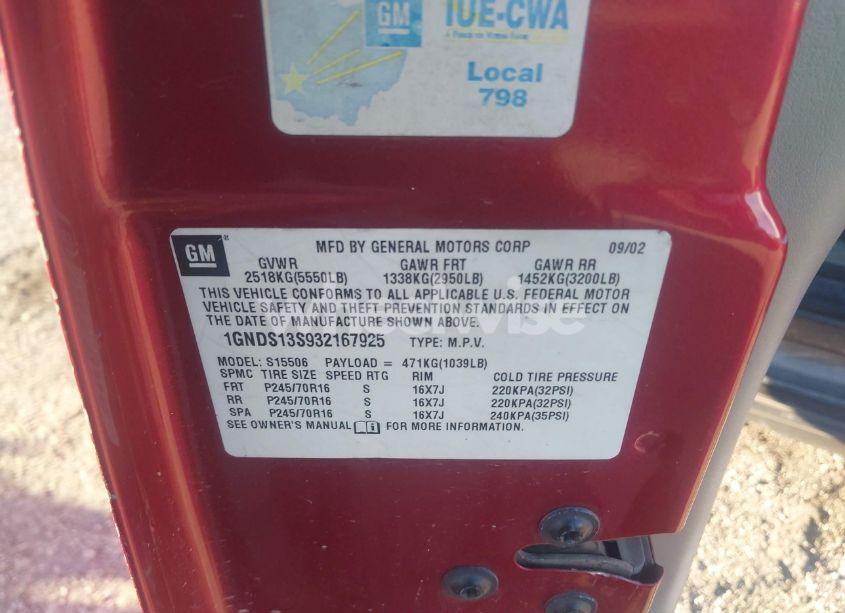 GM IUE-CWA
Local
798
GM MFD BY GENERAL MOTORS CORP 09/02
GVWR GAWR FRT GAWR RR
2518KG(5550LB) 1338KG(2950LB) 1452KG(3200LB)
THIS VEHICLE CONFORMS TO ALL APPLICABLE U.S. FEDERAL MOTOR
VEHICLE SAFETY AND THEFT PREVENTION STANDARDS IN EFFECT ON
THE DATE OF MANUFACTURE SHOWN ABOVE.
1GNDS13S932167925 TYPE: M.P.V.
MODEL: S15506 PAYLOAD = 471KG(1039LB)
SPMC TIRE SIZE SPEED RTG RIM COLD TIRE PRESSURE
FRT P245/70R16 S 16X7J 220KPA(32PSI)
RR P245/70R16 S 16X7J 220KPA(32PSI)
SPA P245/70R16 S 16X7J 240KPA(35PSI)
SEE OWNER'S MANUAL FOR MORE INFORMATION.